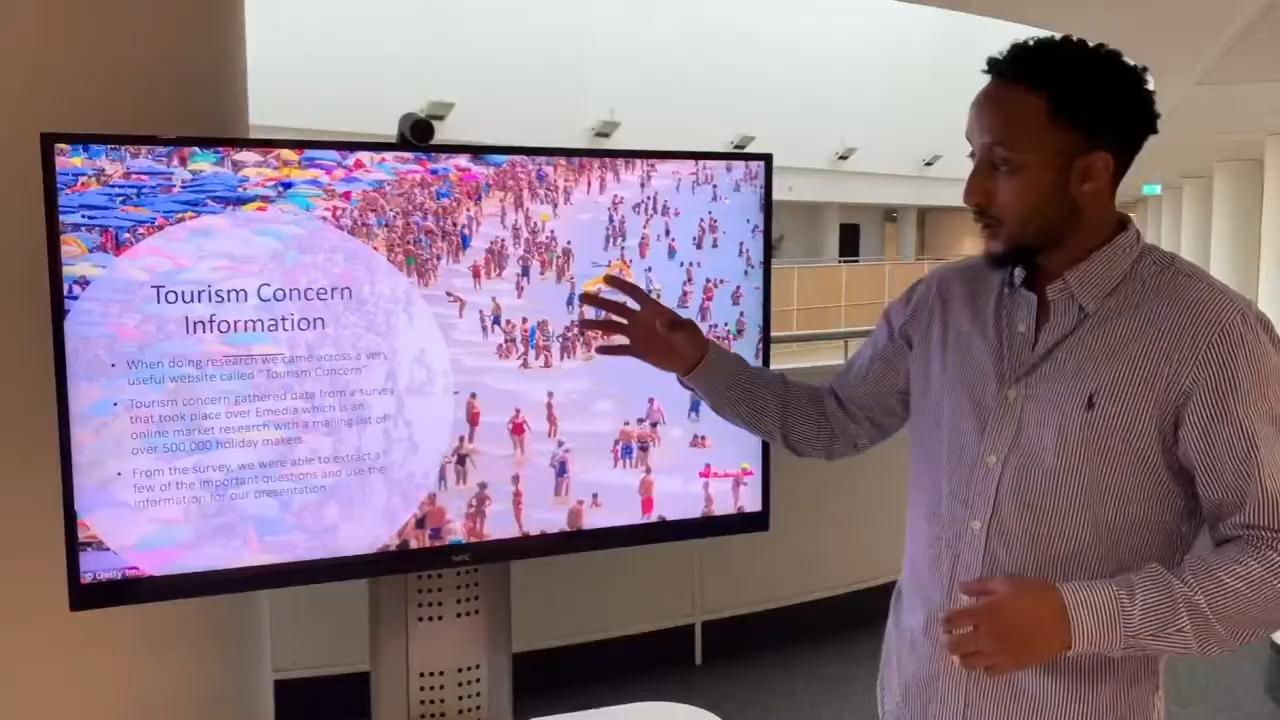 Tourism Concern
Information
• When doing research we came across a very
useful website called "Tourism Concern"
• Tourism concern gathered data from a survey
that took place over Emedia which is an
online market research with a mailing list of
over 500,000 holiday makers.
• From the survey, we were able to extract a
few of the important questions and use the
information for our presentation
© Getty
NEC